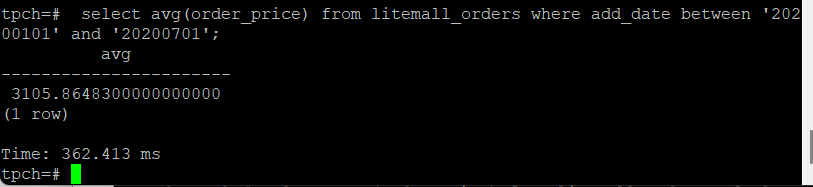 tpch=#  select avg(order_price) from litemall_orders where add_date between '202
00101' and '20200701';
avg
-----------------------
3105.8648300000000000
(1 row)
Time: 362.413 ms
tpch=#